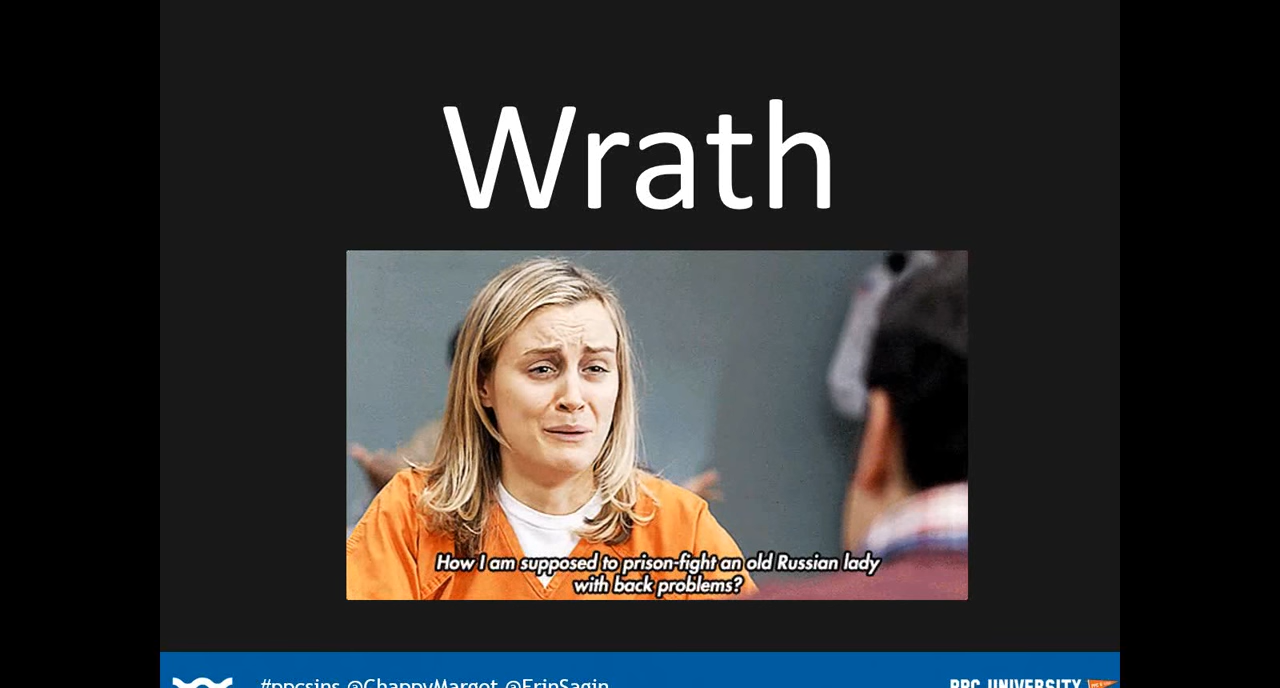 Wrath
How I am supposed to prison-fight an old Russian lady
with back problems?
#ppcsins @ChappyMargot @ErinSagin
PPC UNIVERSITY